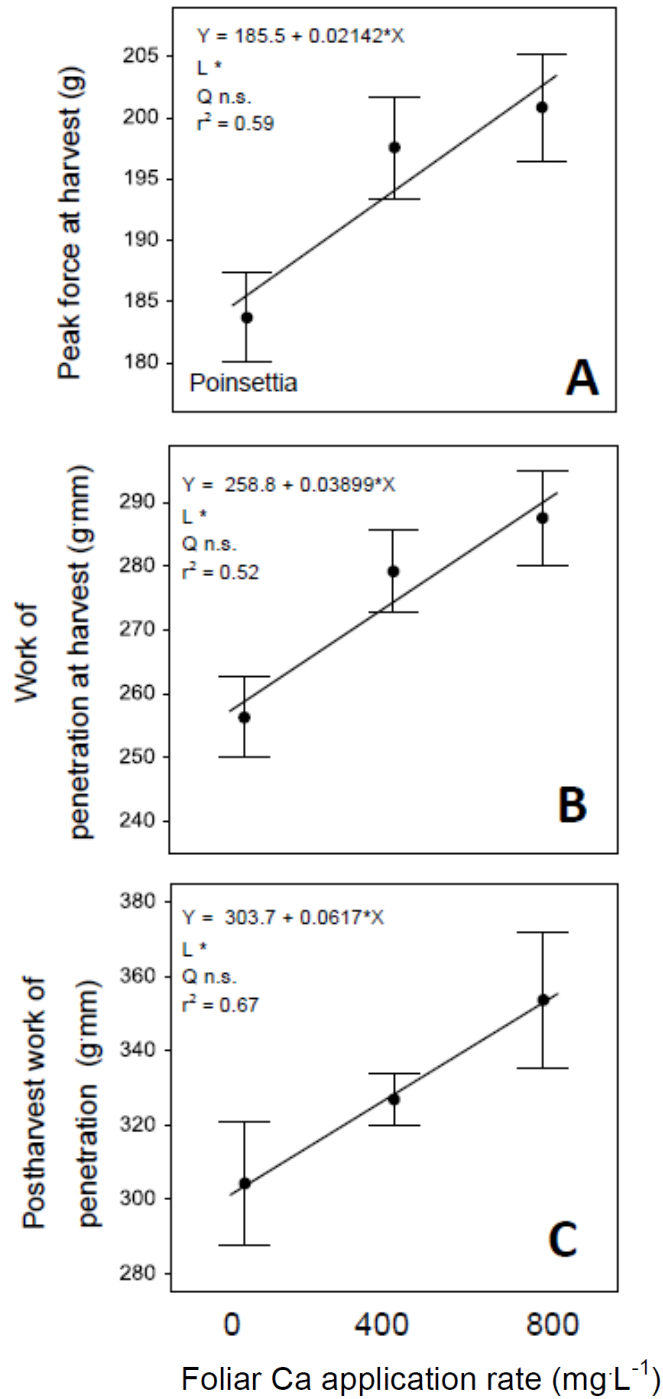 Peak force at harvest (g)
205
200
195
190
185
180
Y = 185.5 + 0.02142*X
L *
Q n.s.
r² = 0.59
Poinsettia
A
Work of
penetration at harvest (g·mm)
290
280
270
260
250
240
Y = 258.8 + 0.03899*X
L *
Q n.s.
r² = 0.52
B
Postharvest work of
penetration (g·mm)
380
360
340
320
300
280
Y = 303.7 + 0.0617*X
L *
Q n.s.
r² = 0.67
C
0 400 800
Foliar Ca application rate (mg·L⁻¹)